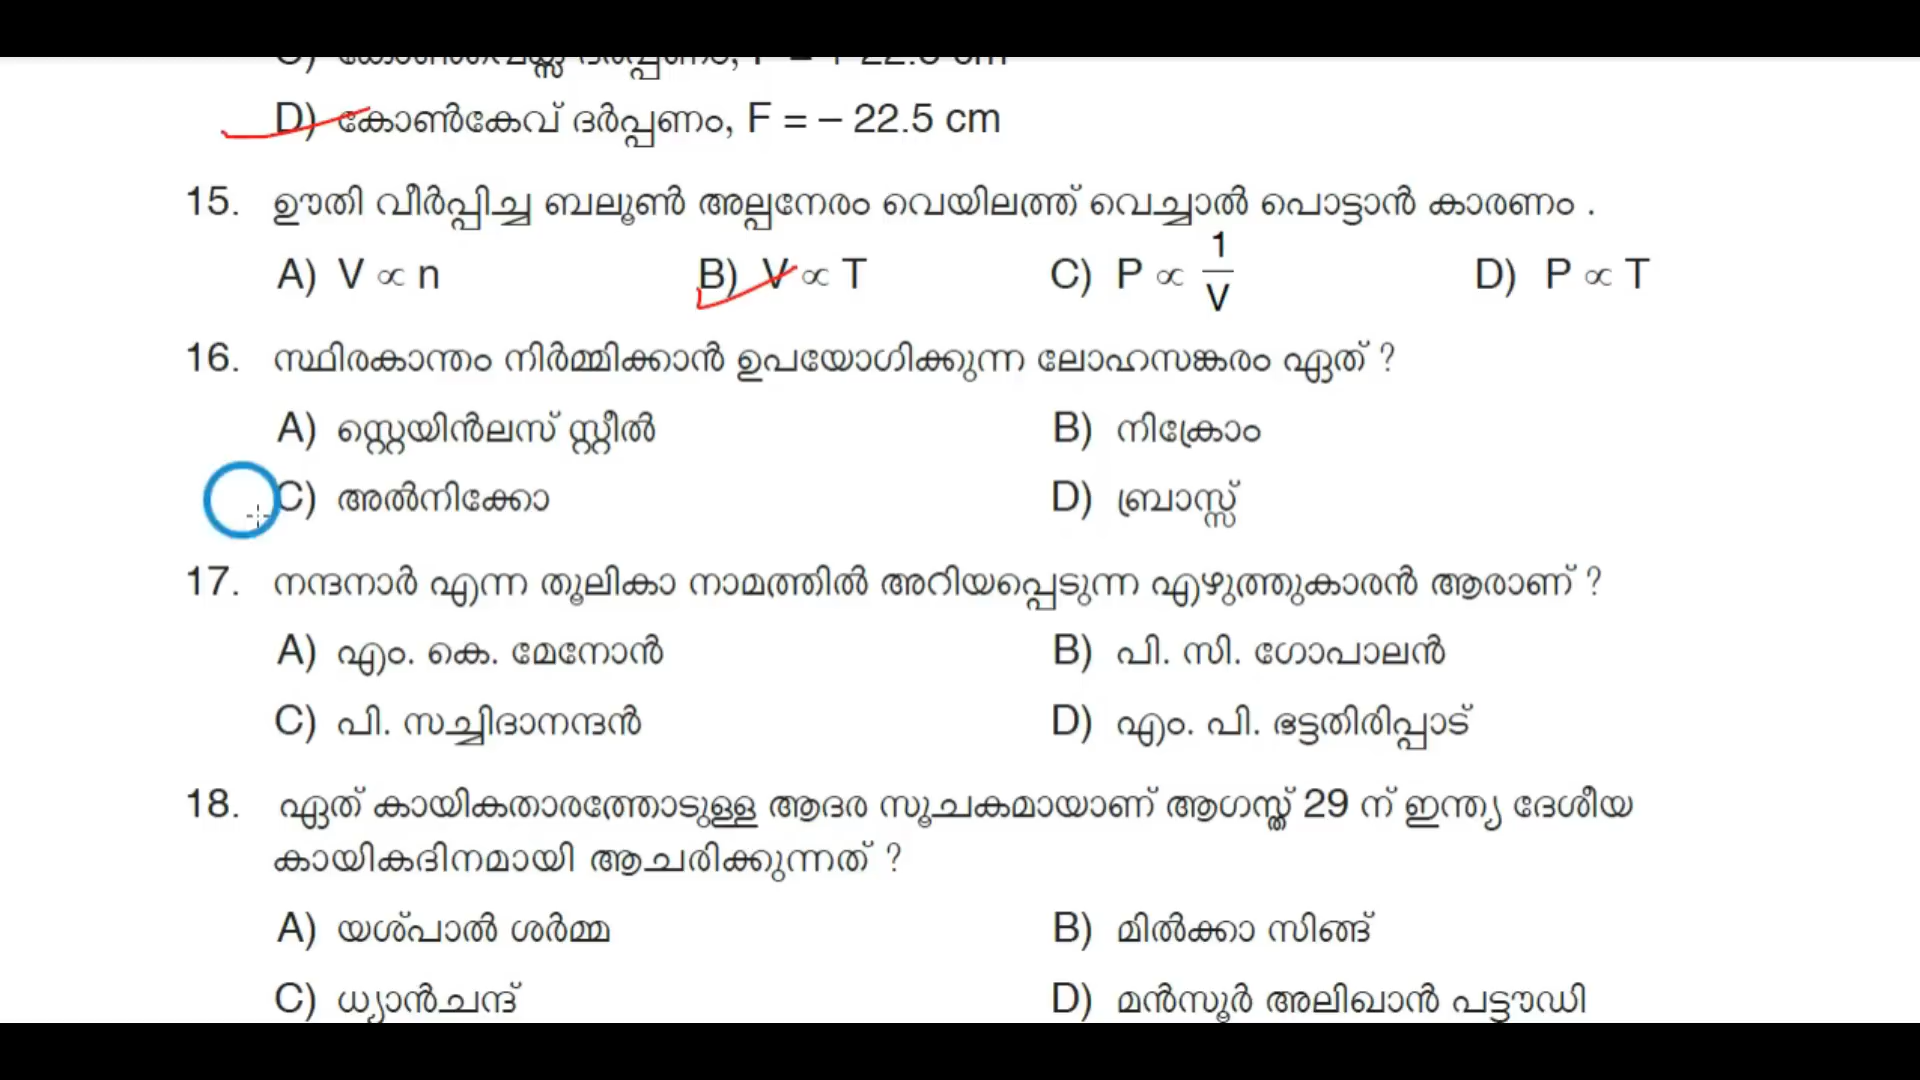 D) കോൺകേവ് ദർപ്പണം, F = – 22.5 cm
15. ഊതി വീർപ്പിച്ച ബലൂൺ അല്പനേരം വെയിലത്ത് വെച്ചാൽ പൊട്ടാൻ കാരണം .
A) V ∝ n B) V ∝ T C) P ∝ 1/V D) P ∝ T
16. സ്ഥിരകാന്തം നിർമ്മിക്കാൻ ഉപയോഗിക്കുന്ന ലോഹസങ്കരം ഏത് ?
A) സ്റ്റെയിൻലസ് സ്റ്റീൽ B) നിക്രോം
C) അൽനിക്കോ D) ബ്രാസ്സ്
17. നന്ദനാർ എന്ന തൂലികാ നാമത്തിൽ അറിയപ്പെടുന്ന എഴുത്തുകാരൻ ആരാണ് ?
A) എം. കെ. മേനോൻ B) പി. സി. ഗോപാലൻ
C) പി. സച്ചിദാനന്ദൻ D) എം. പി. ഭട്ടതിരിപ്പാട്
18. ഏത് കായികതാരത്തോടുള്ള ആദര സൂചകമായാണ് ആഗസ്ത് 29 ന് ഇന്ത്യ ദേശീയ
കായികദിനമായി ആചരിക്കുന്നത് ?
A) യശ്പാൽ ശർമ്മ B) മിൽക്കാ സിങ്ങ്
C) ധ്യാൻചന്ദ് D) മൻസൂർ അലിഖാൻ പട്ടൗഡി